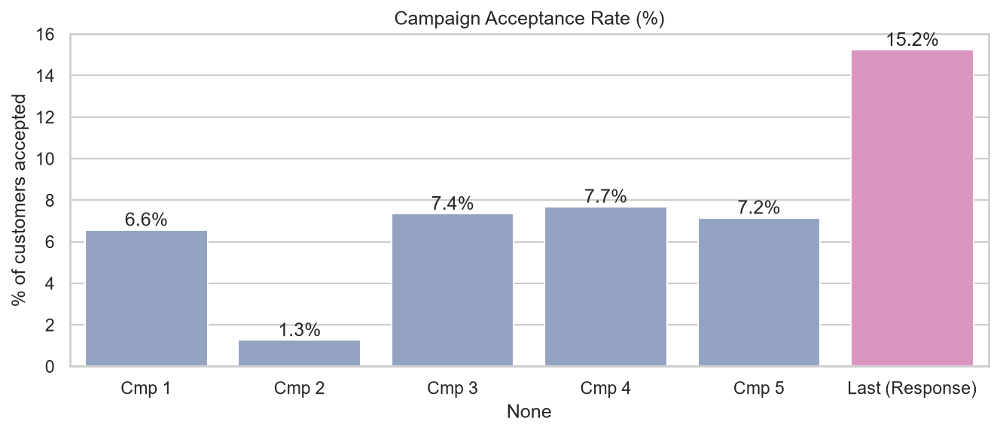 Campaign Acceptance Rate (%)
% of customers accepted
16
14
12
10
8
6
4
2
0
6.6%
1.3%
7.4%
7.7%
7.2%
15.2%
Cmp 1
Cmp 2
Cmp 3
Cmp 4
Cmp 5
Last (Response)
None